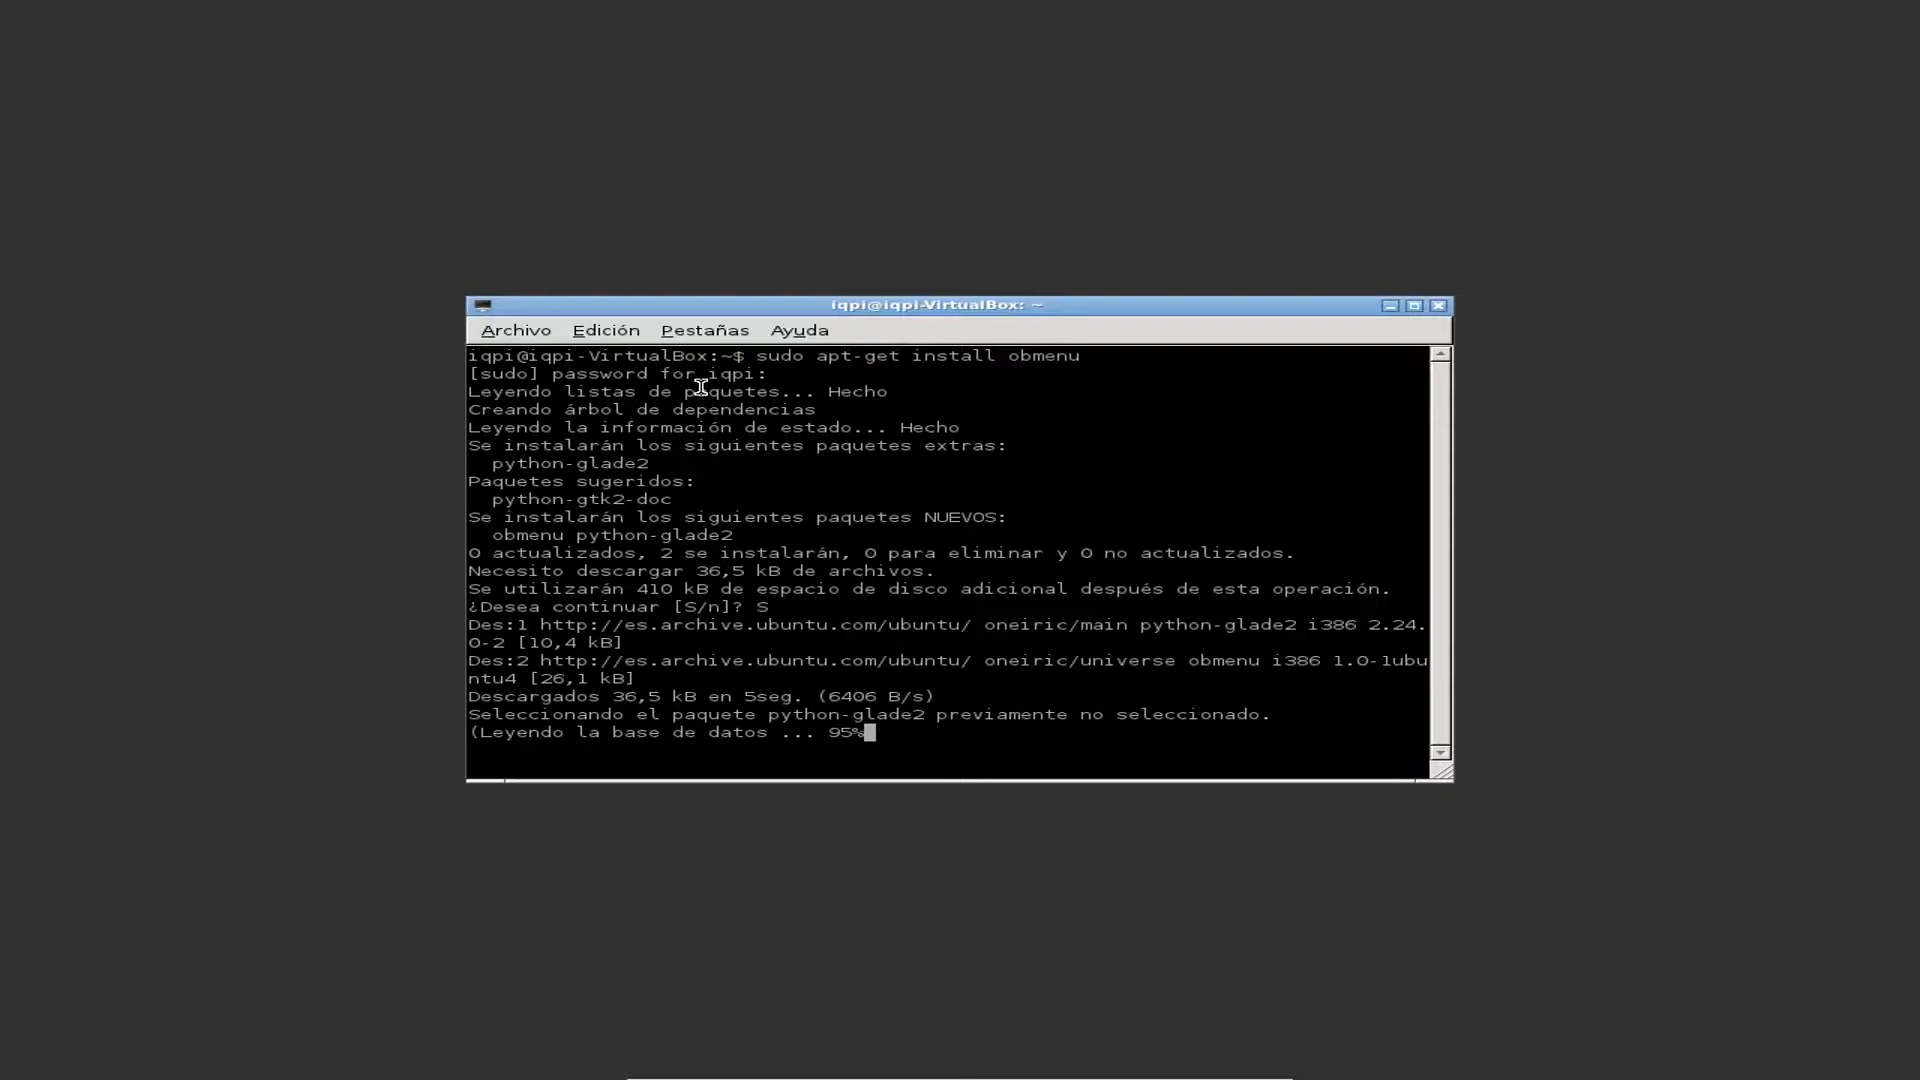 iqpi@iqpi-VirtualBox: ~
Archivo Edición Pestañas Ayuda
iqpi@iqpi-VirtualBox:~$ sudo apt-get install obmenu
[sudo] password for iqpi:
Leyendo listas de paquetes... Hecho
Creando árbol de dependencias
Leyendo la información de estado... Hecho
Se instalarán los siguientes paquetes extras:
python-glade2
Paquetes sugeridos:
python-gtk2-doc
Se instalarán los siguientes paquetes NUEVOS:
obmenu python-glade2
0 actualizados, 2 se instalarán, 0 para eliminar y 0 no actualizados.
Necesito descargar 36,5 kB de archivos.
Se utilizarán 410 kB de espacio de disco adicional después de esta operación.
¿Desea continuar [S/n]? S
Des:1 http://es.archive.ubuntu.com/ubuntu/ oneiric/main python-glade2 i386 2.24.
0-2 [10,4 kB]
Des:2 http://es.archive.ubuntu.com/ubuntu/ oneiric/universe obmenu i386 1.0-1ubu
ntu4 [26,1 kB]
Descargados 36,5 kB en 5seg. (6406 B/s)
Seleccionando el paquete python-glade2 previamente no seleccionado.
(Leyendo la base de datos ... 95%